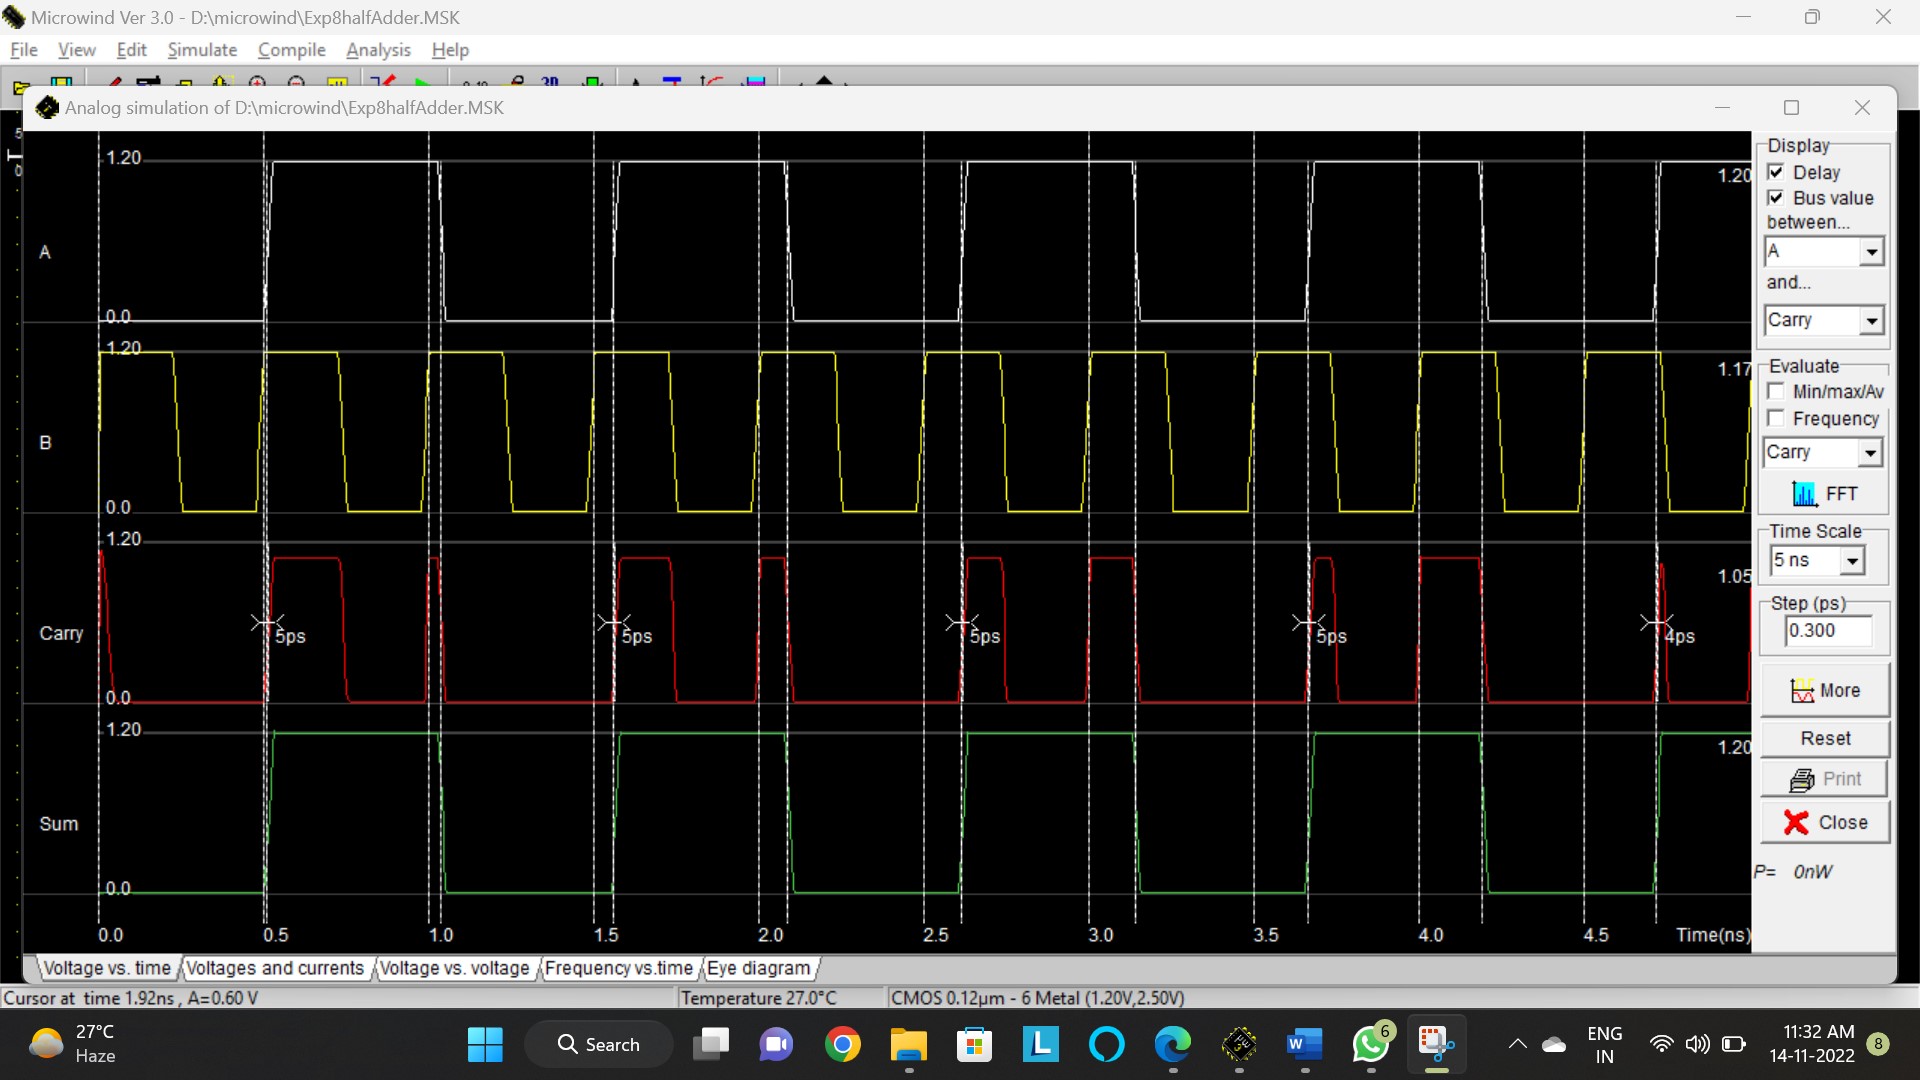 Microwind Ver 3.0 - D:\microwind\Exp8halfAdder.MSK
File View Edit Simulate Compile Analysis Help
Analog simulation of D:\microwind\Exp8halfAdder.MSK
1.20
1.20
A
0.0
1.20
1.17
B
0.0
1.20
1.05
Carry
5ps 5ps 5ps 5ps 4ps
0.0
1.20
1.20
Sum
0.0
0.0 0.5 1.0 1.5 2.0 2.5 3.0 3.5 4.0 4.5 Time(ns)
Display
Delay
Bus value
between...
A
and...
Carry
Evaluate
Min/max/Av
Frequency
Carry
FFT
Time Scale
5 ns
Step (ps)
0.300
More
Reset
Print
Close
P= 0nW
Voltage vs. time Voltages and currents Voltage vs. voltage Frequency vs.time Eye diagram
Cursor at time 1.92ns , A=0.60 V Temperature 27.0°C CMOS 0.12µm - 6 Metal (1.20V,2.50V)
27°C
Haze
Search
6
ENG
IN
11:32 AM
14-11-2022
8